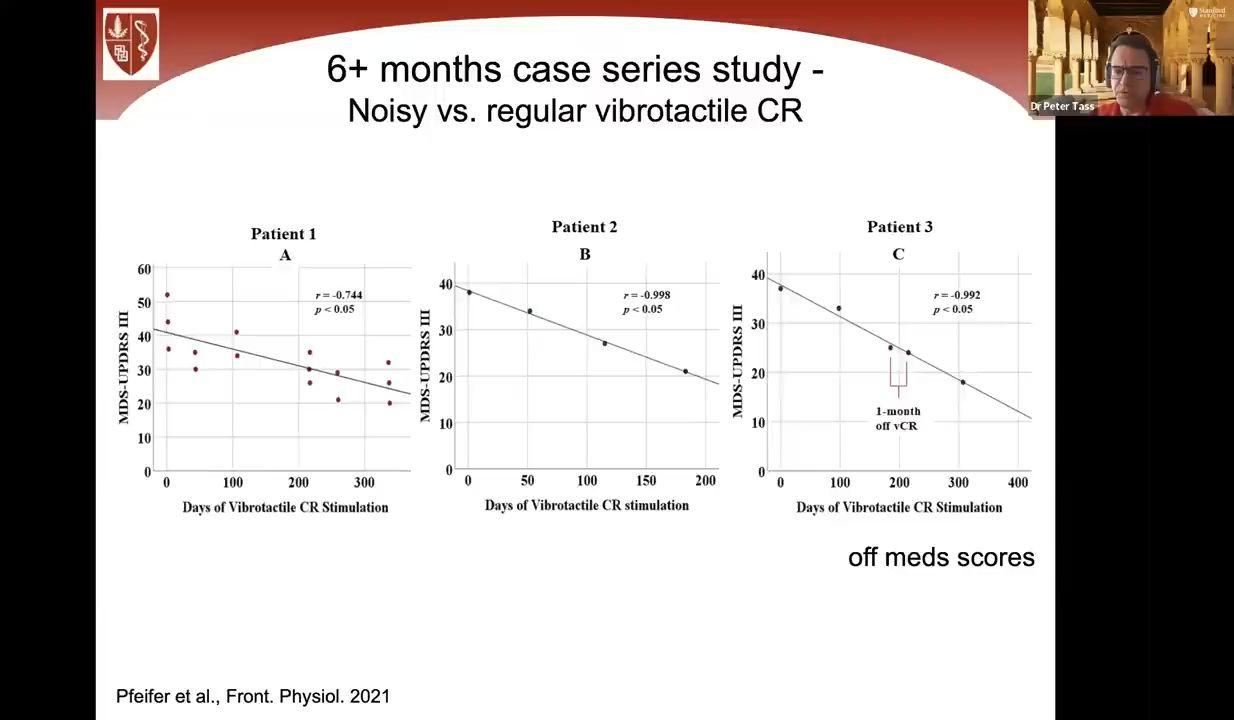 6+ months case series study -
Noisy vs. regular vibrotactile CR
Stanford
MEDICINE
Dr Peter Tass
Patient 1
A
MDS-UPDRS III
60
50
40
30
20
10
0
r = -0.744
p < 0.05
0 100 200 300
Days of Vibrotactile CR Stimulation
Patient 2
B
MDS-UPDRS III
40
30
20
10
0
r = -0.998
p < 0.05
0 50 100 150 200
Days of Vibrotactile CR stimulation
Patient 3
C
MDS-UPDRS III
40
30
20
10
0
r = -0.992
p < 0.05
1-month
off vCR
0 100 200 300 400
Days of Vibrotactile CR Stimulation
off meds scores
Pfeifer et al., Front. Physiol. 2021